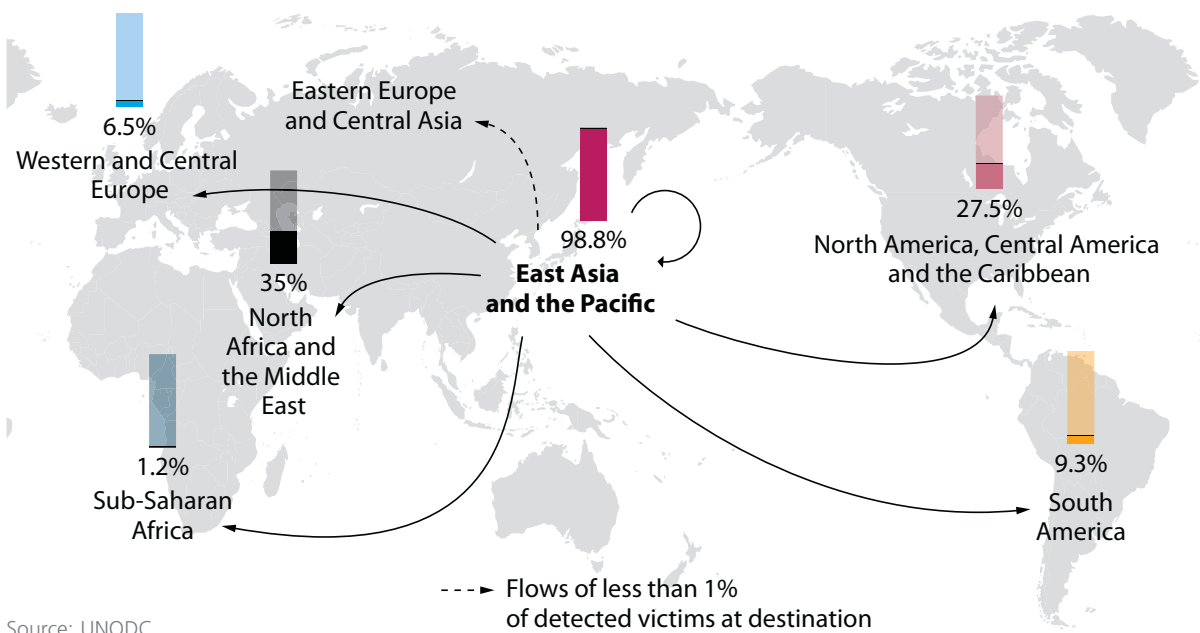 6.5%
Western and Central
Europe
Eastern Europe
and Central Asia
98.8%
East Asia
and the Pacific
27.5%
North America, Central America
and the Caribbean
35%
North
Africa and
the Middle
East
1.2%
Sub-Saharan
Africa
9.3%
South
America
Flows of less than 1%
of detected victims at destination
Source: UNODC